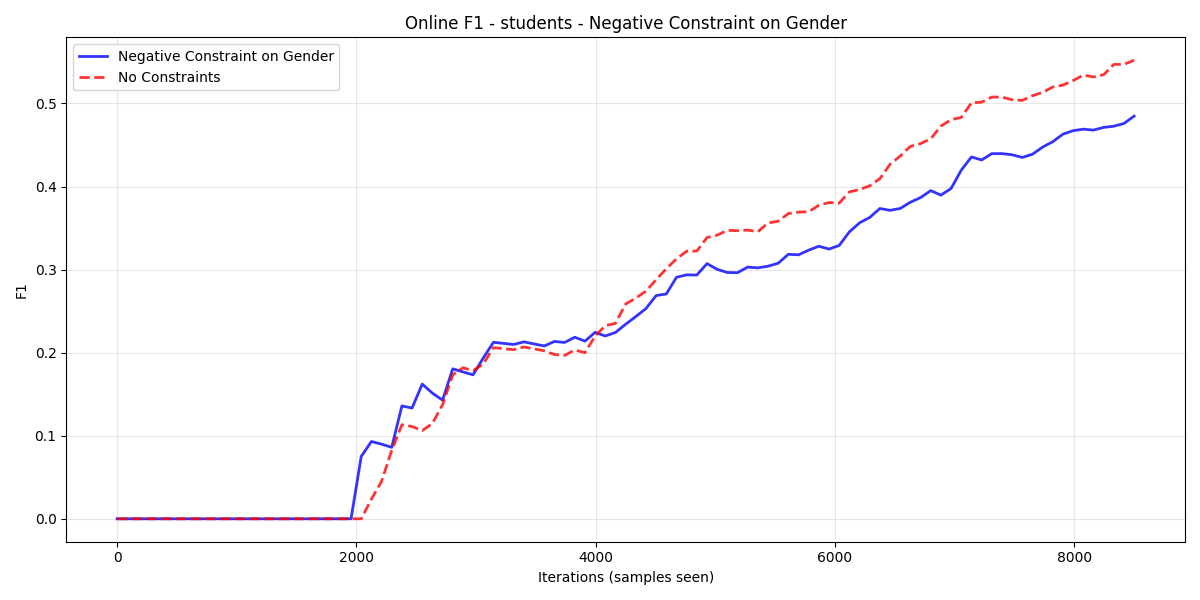 Online F1 - students - Negative Constraint on Gender
Negative Constraint on Gender
No Constraints
F1
0.5
0.4
0.3
0.2
0.1
0.0
0 2000 4000 6000 8000
Iterations (samples seen)